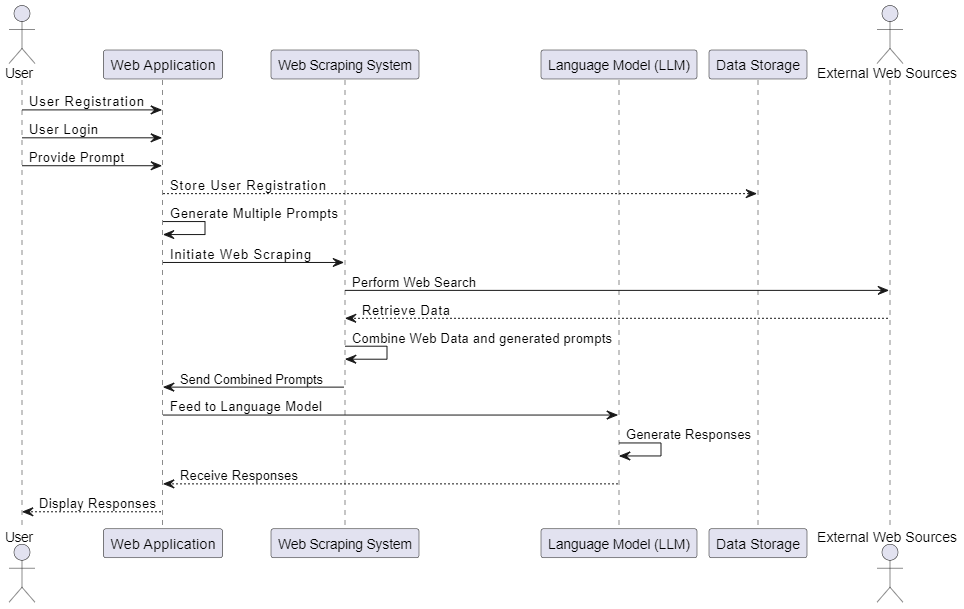 User
Web Application
Web Scraping System
Language Model (LLM)
Data Storage
External Web Sources
User Registration
User Login
Provide Prompt
Store User Registration
Generate Multiple Prompts
Initiate Web Scraping
Perform Web Search
Retrieve Data
Combine Web Data and generated prompts
Send Combined Prompts
Feed to Language Model
Generate Responses
Receive Responses
Display Responses
User
Web Application
Web Scraping System
Language Model (LLM)
Data Storage
External Web Sources